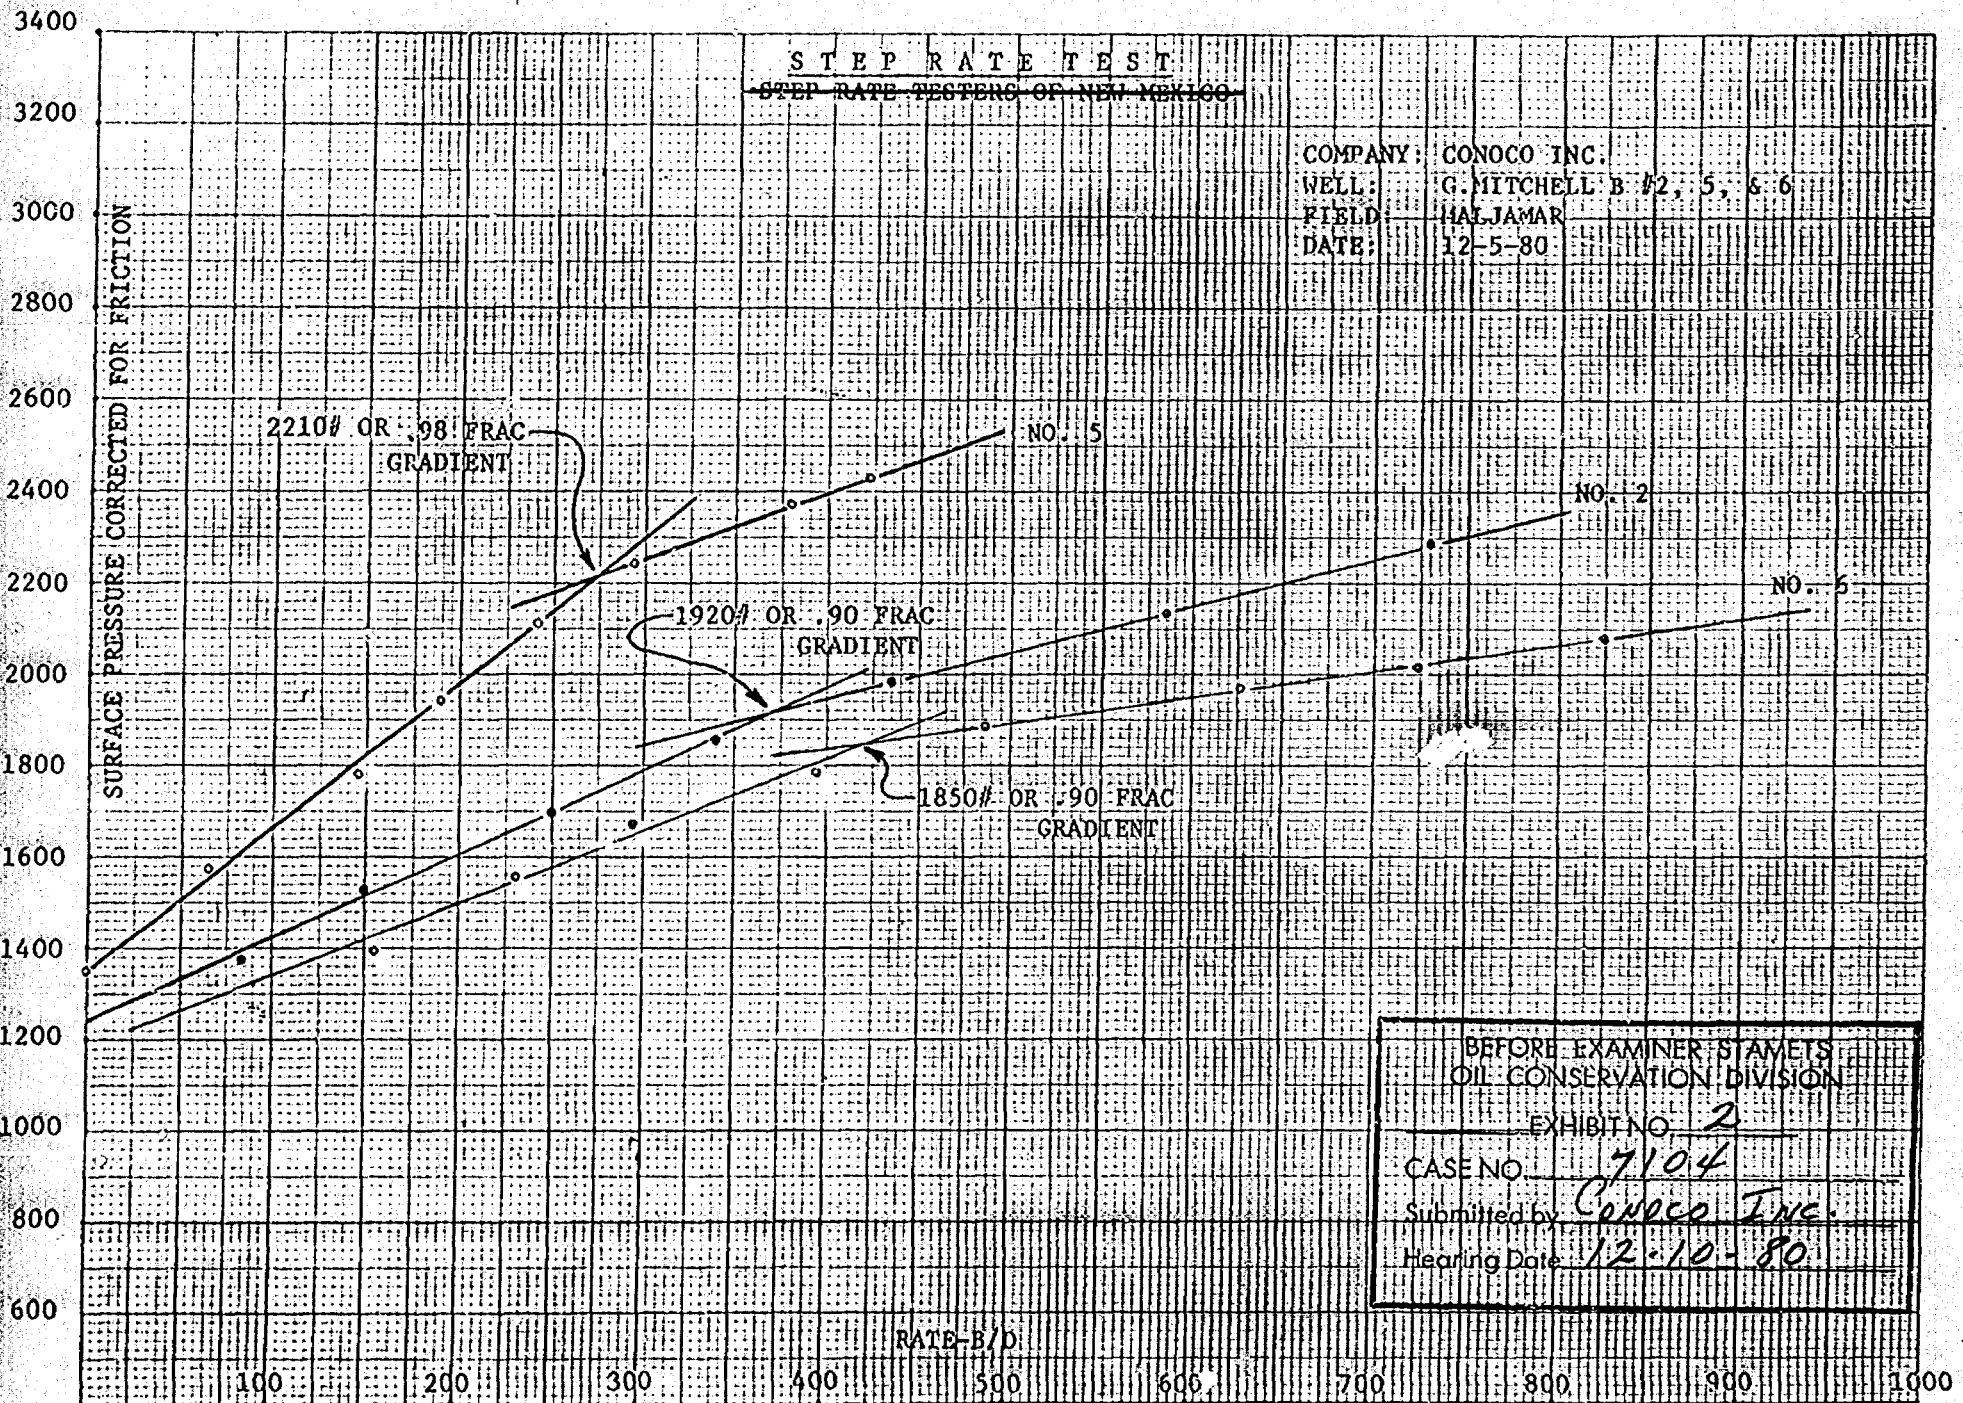 STEP RATE TEST
STEP RATE TESTERS OF NEW MEXICO
COMPANY: CONOCO INC.
WELL: G.MITCHELL B #2, 5, & 6
FIELD: MALJAMAR
DATE: 12-5-80
3400
3200
3000
2800
2600
2400
2200
2000
1800
1600
1400
1200
1000
800
600
SURFACE PRESSURE CORRECTED FOR FRICTION
2210# OR .98 FRAC
GRADIENT
NO. 5
1920# OR .90 FRAC
GRADIENT
NO. 2
NO. 6
1850# OR .90 FRAC
GRADIENT
BEFORE EXAMINER STAMETS
OIL CONSERVATION DIVISION
EXHIBIT NO. 2
CASE NO. 7104
Submitted by CONOCO INC.
Hearing Date 12-10-80
RATE-B/D
100 200 300 400 500 600 700 800 900 1000